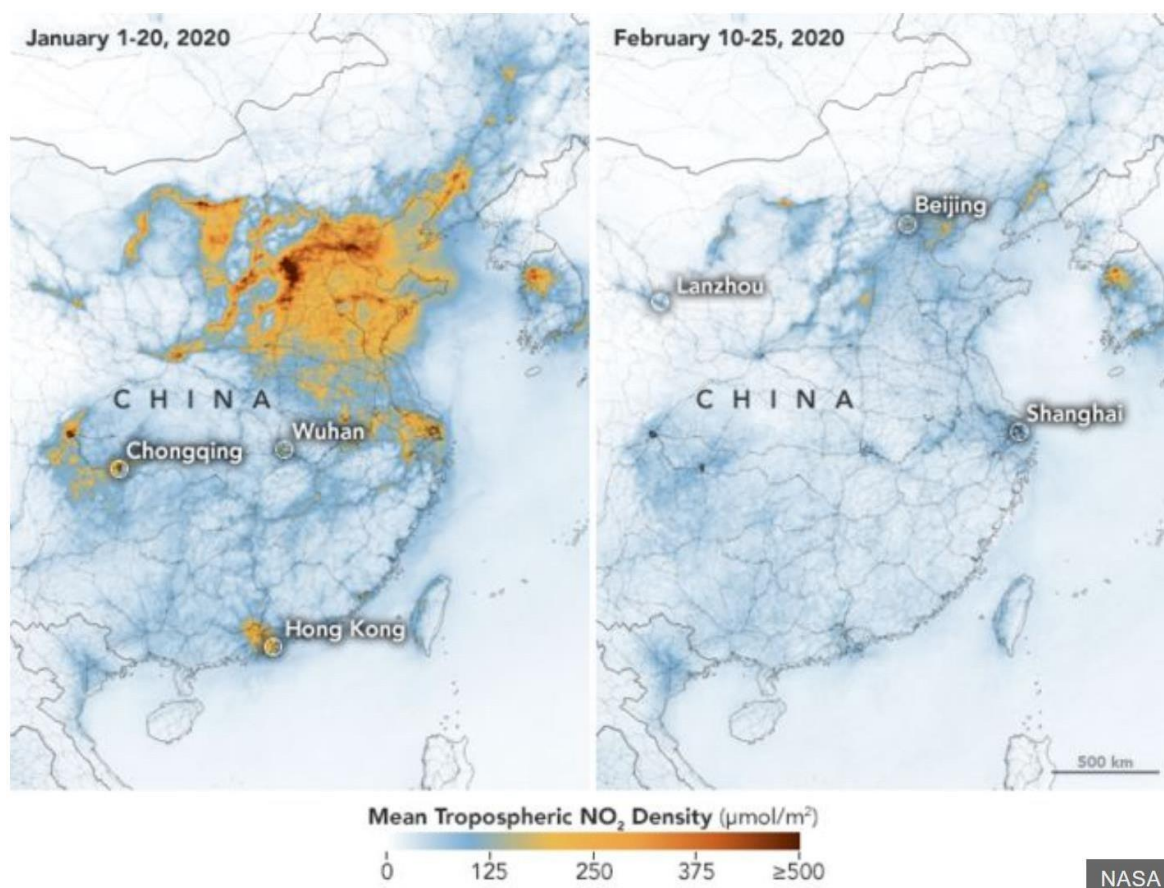 January 1-20, 2020
CHINA
Wuhan
Chongqing
Hong Kong
February 10-25, 2020
Beijing
Lanzhou
CHINA
Shanghai
500 km
Mean Tropospheric NO₂ Density (µmol/m²)
0 125 250 375 ≥500
NASA